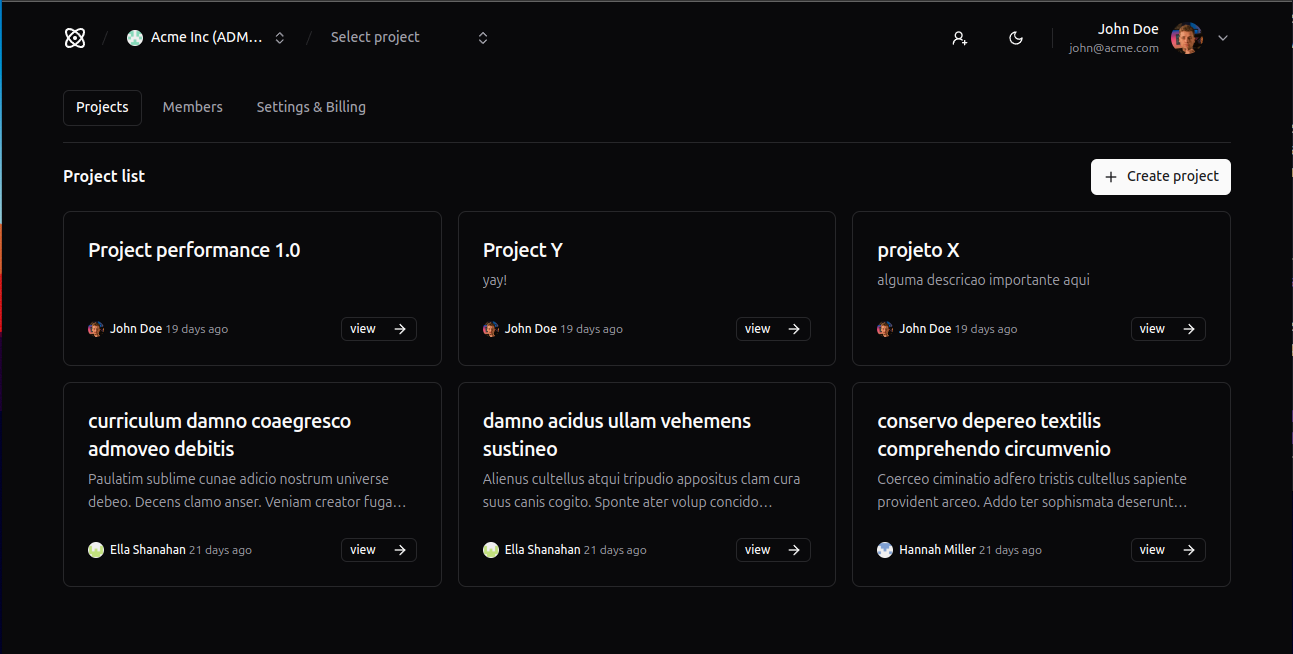 / Acme Inc (ADM... / Select project
John Doe
john@acme.com
Projects Members Settings & Billing
Project list
+ Create project
Project performance 1.0
John Doe 19 days ago view →
Project Y
yay!
John Doe 19 days ago view →
projeto X
alguma descricao importante aqui
John Doe 19 days ago view →
curriculum damno coaegresco
admoveo debitis
Paulatim sublime cunae adicio nostrum universe
debeo. Decens clamo anser. Veniam creator fuga...
Ella Shanahan 21 days ago view →
damno acidus ullam vehemens
sustineo
Alienus cultellus atqui tripudio appositus clam cura
suus canis cogito. Sponte ater volup concido...
Ella Shanahan 21 days ago view →
conservo depereo textilis
comprehendo circumvenio
Coerceo ciminatio adfero tristis cultellus sapiente
provident arceo. Addo ter sophismata deserunt...
Hannah Miller 21 days ago view →